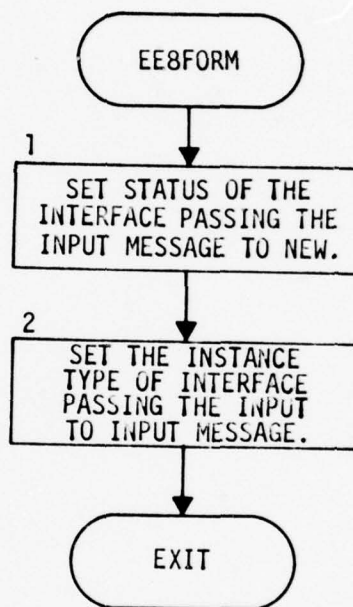 EE8FORM
1
SET STATUS OF THE
INTERFACE PASSING THE
INPUT MESSAGE TO NEW.
2
SET THE INSTANCE
TYPE OF INTERFACE
PASSING THE INPUT
TO INPUT MESSAGE.
EXIT